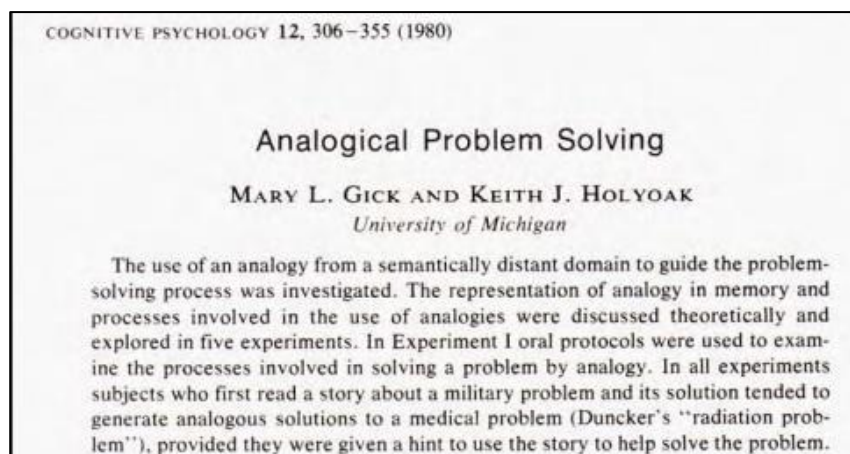 COGNITIVE PSYCHOLOGY 12, 306–355 (1980)
Analogical Problem Solving
MARY L. GICK AND KEITH J. HOLYOAK
University of Michigan
The use of an analogy from a semantically distant domain to guide the problem-
solving process was investigated. The representation of analogy in memory and
processes involved in the use of analogies were discussed theoretically and
explored in five experiments. In Experiment I oral protocols were used to exam-
ine the processes involved in solving a problem by analogy. In all experiments
subjects who first read a story about a military problem and its solution tended to
generate analogous solutions to a medical problem (Duncker's "radiation prob-
lem"), provided they were given a hint to use the story to help solve the problem.